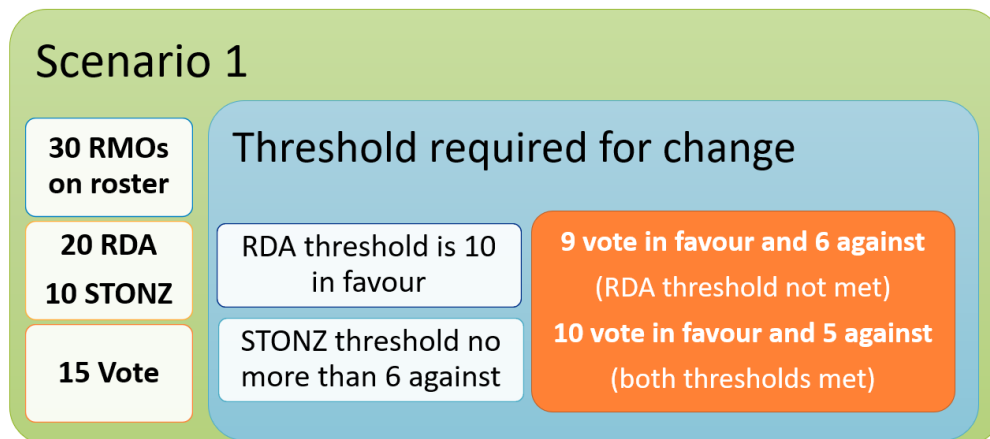 Scenario 1
30 RMOs
on roster
20 RDA
10 STONZ
15 Vote
Threshold required for change
RDA threshold is 10
in favour
STONZ threshold no
more than 6 against
9 vote in favour and 6 against
(RDA threshold not met)
10 vote in favour and 5 against
(both thresholds met)